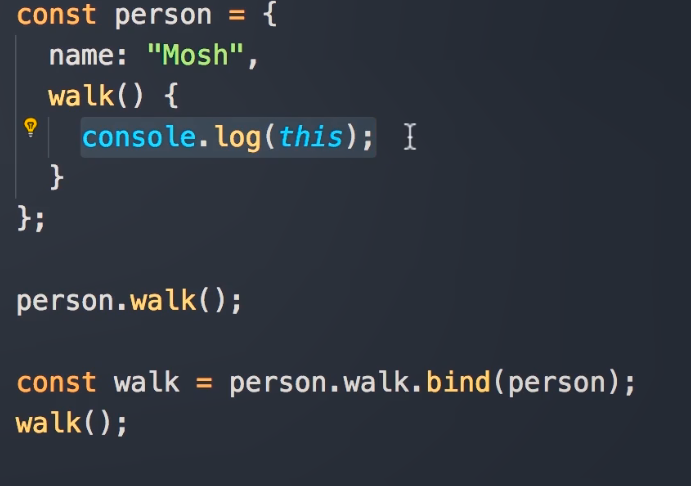 const person = {
  name: "Mosh",
  walk() {
    console.log(this);
  }
};
person.walk();
const walk = person.walk.bind(person);
walk();